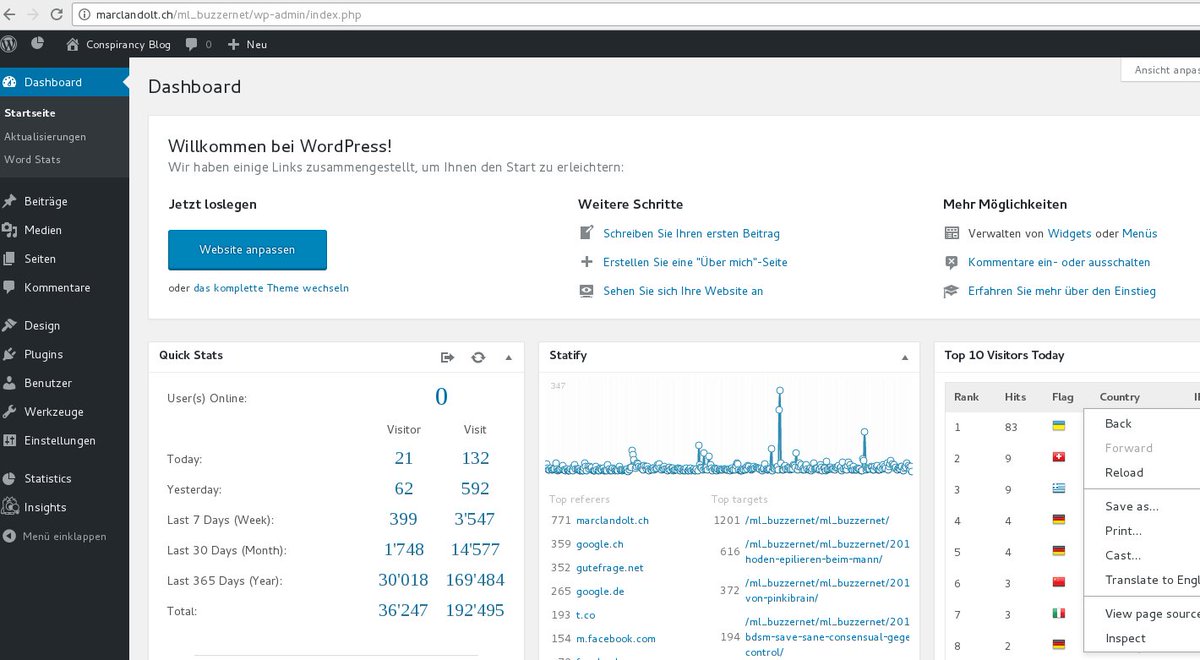 marclandolt.ch/ml_buzzernet/wp-admin/index.php
Conspirancy Blog 0 Neu
Dashboard
Startseite
Aktualisierungen
Word Stats
Beiträge
Medien
Seiten
Kommentare
Design
Plugins
Benutzer
Werkzeuge
Einstellungen
Statistics
Insights
Menü einklappen
Ansicht anpas
Dashboard
Willkommen bei WordPress!
Wir haben einige Links zusammengestellt, um Ihnen den Start zu erleichtern:
Jetzt loslegen
Website anpassen
oder das komplette Theme wechseln
Weitere Schritte
Schreiben Sie Ihren ersten Beitrag
Erstellen Sie eine "Über mich"-Seite
Sehen Sie sich Ihre Website an
Mehr Möglichkeiten
Verwalten von Widgets oder Menüs
Kommentare ein- oder ausschalten
Erfahren Sie mehr über den Einstieg
Quick Stats
User(s) Online: 0
Visitor Visit
Today: 21 132
Yesterday: 62 592
Last 7 Days (Week): 399 3'547
Last 30 Days (Month): 1'748 14'577
Last 365 Days (Year): 30'018 169'484
Total: 36'247 192'495
Statify
347
Top referers
771 marclandolt.ch
359 google.ch
352 gutefrage.net
265 google.de
193 t.co
154 m.facebook.com
Top targets
1201 /ml_buzzernet/ml_buzzernet/
616 /ml_buzzernet/ml_buzzernet/201
hoden-epilieren-beim-mann/
372 /ml_buzzernet/ml_buzzernet/201
von-pinkibrain/
194 /ml_buzzernet/ml_buzzernet/201
bdsm-save-sane-consensual-gege
control/
Top 10 Visitors Today
Rank Hits Flag Country
1 83
2 9
3 9
4 4
5 4
6 3
7 3
8 2
Back
Forward
Reload
Save as...
Print...
Cast...
Translate to Engl
View page source
Inspect